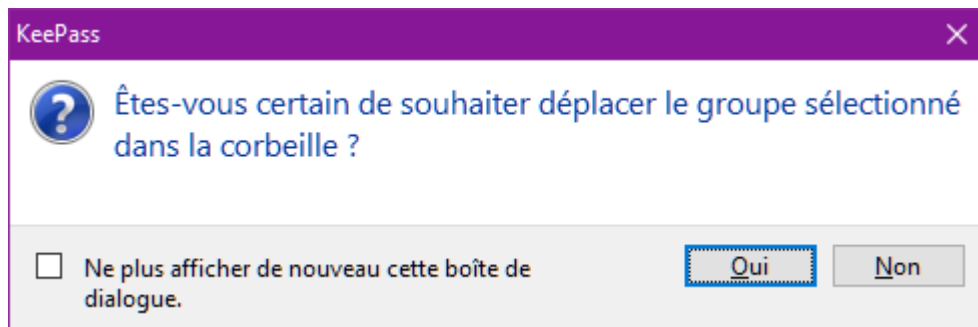 KeePass
Êtes-vous certain de souhaiter déplacer le groupe sélectionné
dans la corbeille ?
Ne plus afficher de nouveau cette boîte de
dialogue.
Oui
Non